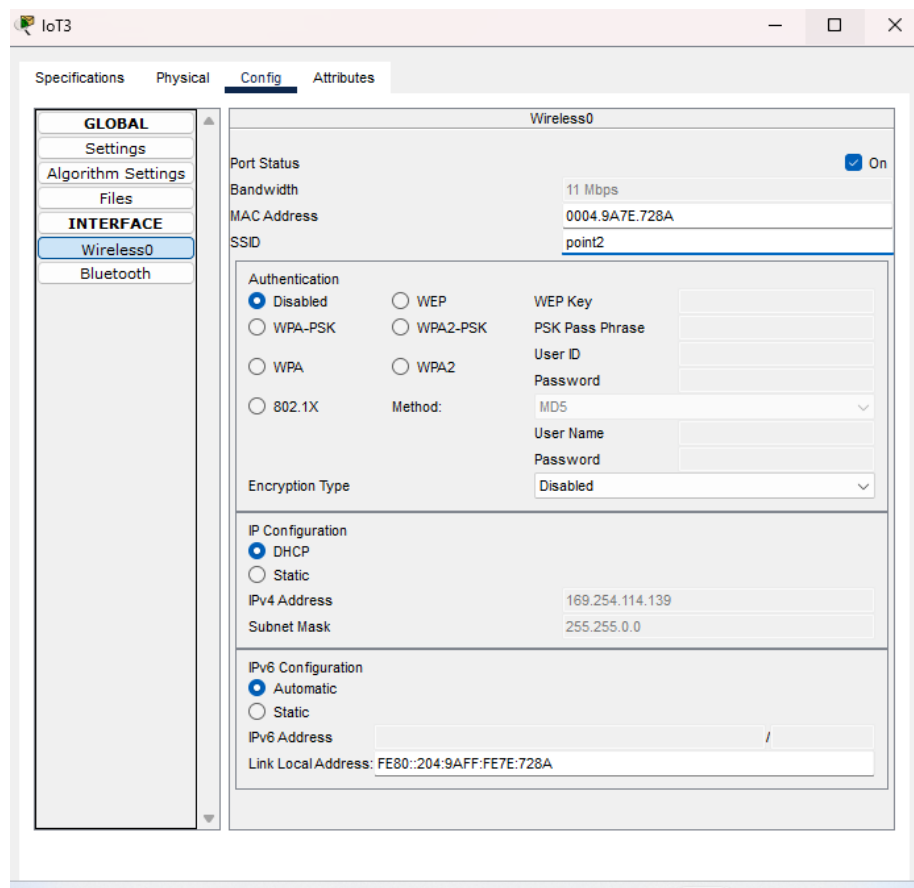 IoT3
Specifications Physical Config Attributes
GLOBAL
Settings
Algorithm Settings
Files
INTERFACE
Wireless0
Bluetooth
Wireless0
Port Status On
Bandwidth 11 Mbps
MAC Address 0004.9A7E.728A
SSID point2
Authentication
Disabled WEP WEP Key
WPA-PSK WPA2-PSK PSK Pass Phrase
User ID
WPA WPA2
Password
802.1X Method: MD5
User Name
Password
Encryption Type Disabled
IP Configuration
DHCP
Static
IPv4 Address 169.254.114.139
Subnet Mask 255.255.0.0
IPv6 Configuration
Automatic
Static
IPv6 Address /
Link Local Address: FE80::204:9AFF:FE7E:728A